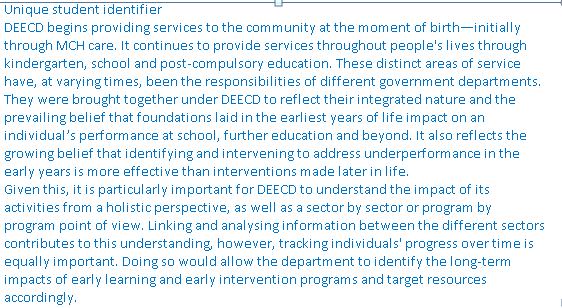 Unique student identifier
DEECD begins providing services to the community at the moment of birth—initially
through MCH care. It continues to provide services throughout people's lives through
kindergarten, school and post-compulsory education. These distinct areas of service
have, at varying times, been the responsibilities of different government departments.
They were brought together under DEECD to reflect their integrated nature and the
prevailing belief that foundations laid in the earliest years of life impact on an
individual's performance at school, further education and beyond. It also reflects the
growing belief that identifying and intervening to address underperformance in the
early years is more effective than interventions made later in life.
Given this, it is particularly important for DEECD to understand the impact of its
activities from a holistic perspective, as well as a sector by sector or program by
program point of view. Linking and analysing information between the different sectors
contributes to this understanding, however, tracking individuals' progress over time is
equally important. Doing so would allow the department to identify the long-term
impacts of early learning and early intervention programs and target resources
accordingly.